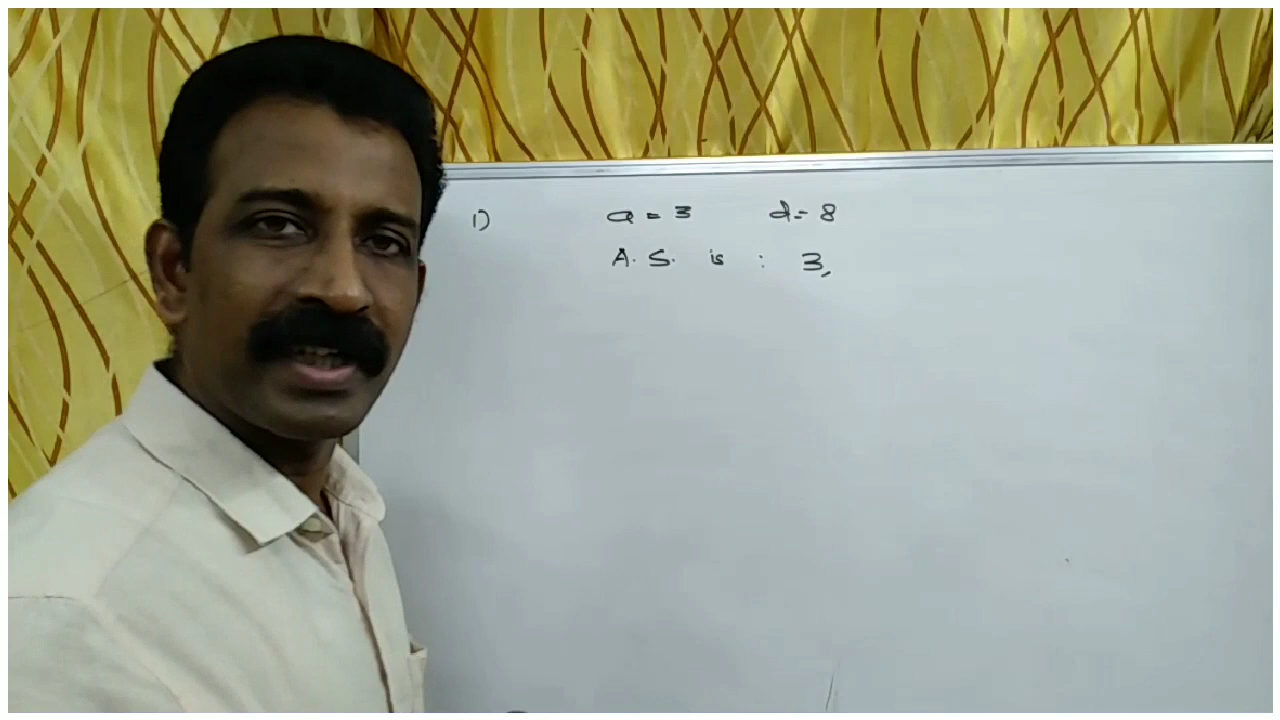 1) a = 3 d = 8
A. S. is : 3,